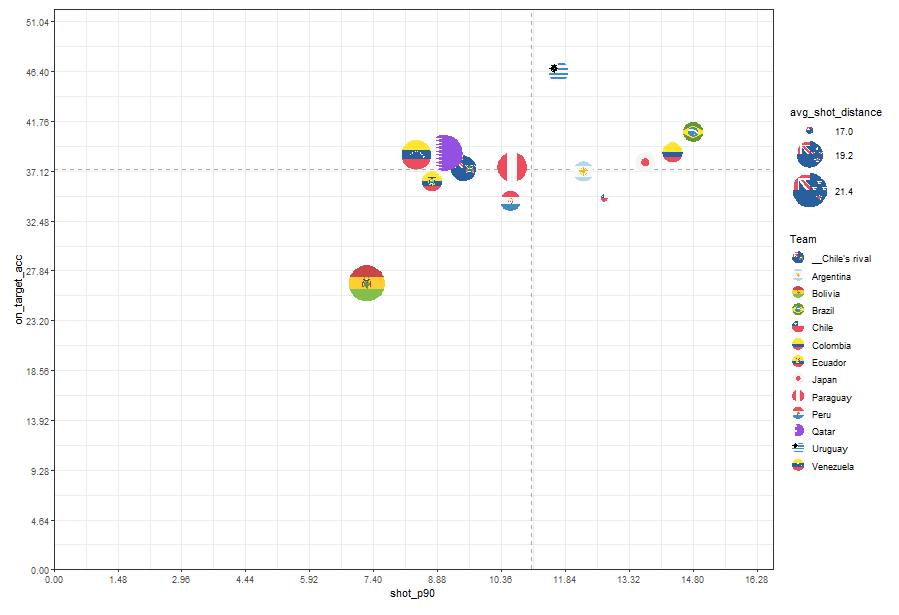 51.04
46.40
41.76
37.12
32.48
27.84
23.20
18.56
13.92
9.28
4.64
0.00
on_target_acc
0.00 1.48 2.96 4.44 5.92 7.40 8.88 10.36 11.84 13.32 14.80 16.28
shot_p90
avg_shot_distance
17.0
19.2
21.4
Team
__Chile's rival
Argentina
Bolivia
Brazil
Chile
Colombia
Ecuador
Japan
Paraguay
Peru
Qatar
Uruguay
Venezuela